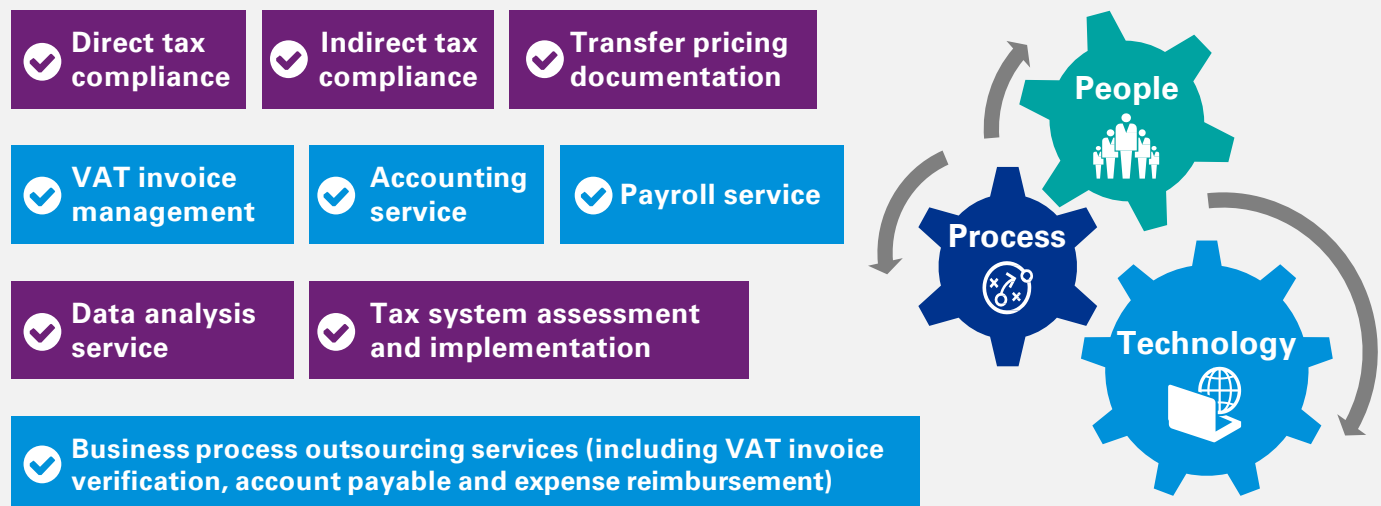 Direct tax
compliance
Indirect tax
compliance
Transfer pricing
documentation
VAT invoice
management
Accounting
service
Payroll service
Data analysis
service
Tax system assessment
and implementation
Business process outsourcing services (including VAT invoice
verification, account payable and expense reimbursement)
People
Process
Technology